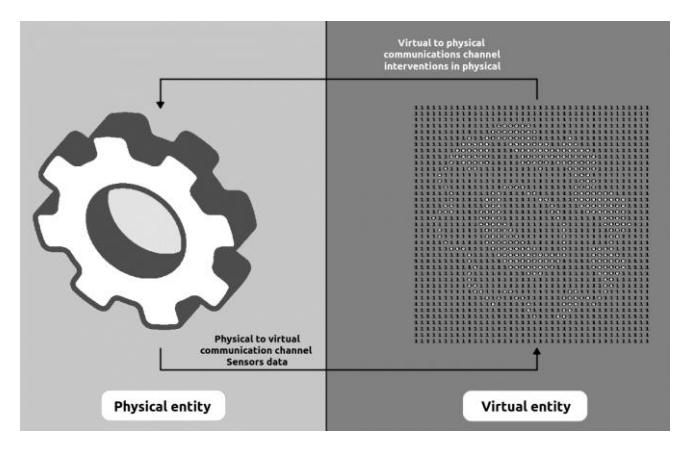 Virtual to physical
communications channel
interventions in physical
Physical to virtual
communication channel
Sensors data
Physical entity
Virtual entity